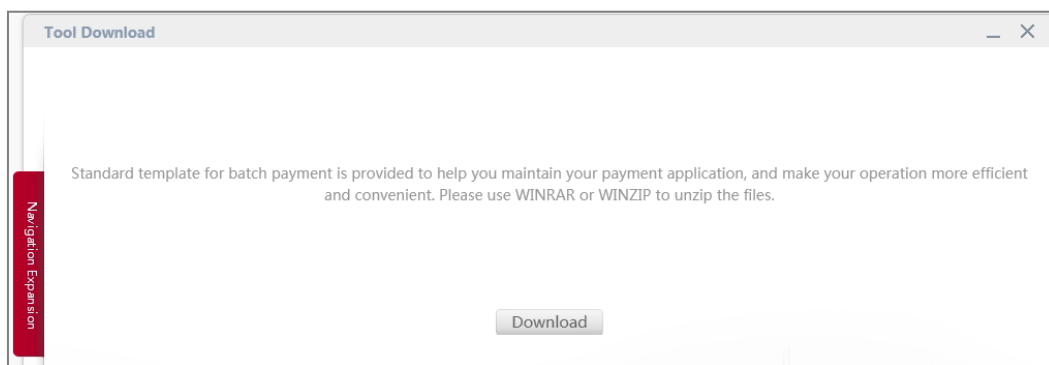 Tool Download
Standard template for batch payment is provided to help you maintain your payment application, and make your operation more efficient
and convenient. Please use WINRAR or WINZIP to unzip the files.
Navigation Expansion
Download